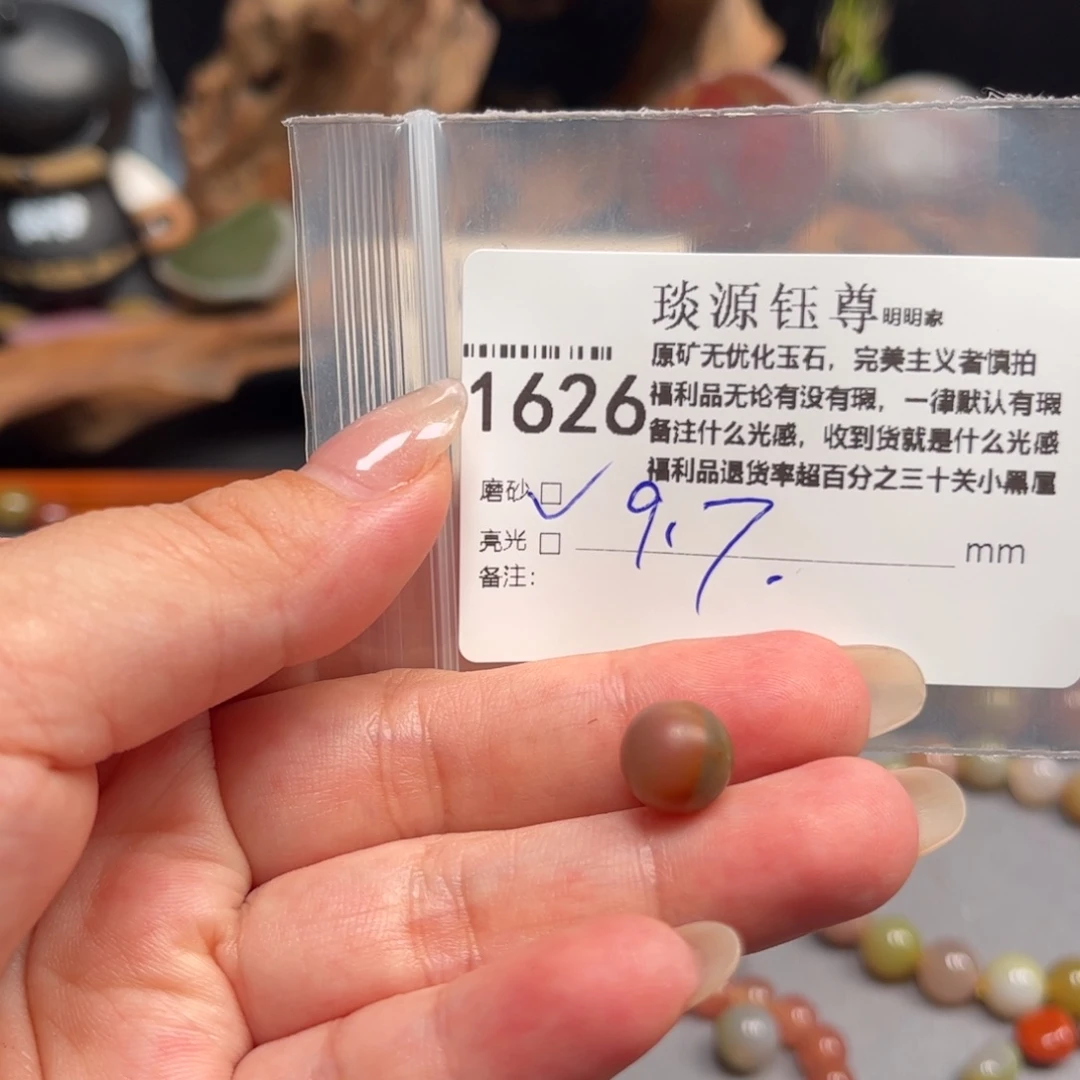 琰源钰尊明明家
原矿无优化玉石，完美主义者慎拍
1626
福利品无论有没有瑕，一律默认有瑕
备注什么光感，收到货就是什么光感
福利品退货率超百分之三十关小黑屋
磨砂□✓ 9.7.
亮光□ mm
备注：